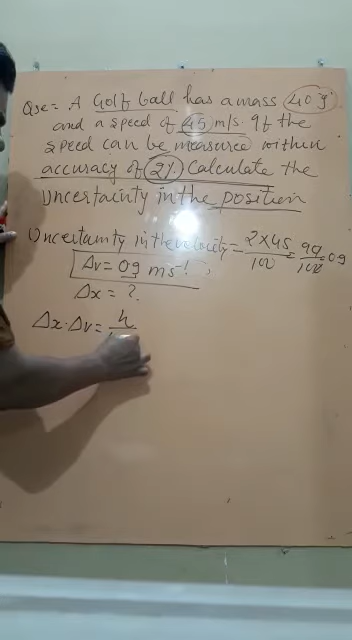 Qse= A Golf ball has a mass 40g
and a speed of 45 m/s. If the
speed can be measured within
accuracy of 2%. Calculate the
Uncertainty in the position
Uncertainty in the velocity = 2×45/100 = 90/100 = 0.9
Δv = 0.9 ms⁻¹
Δx = ?
Δx·Δv = h